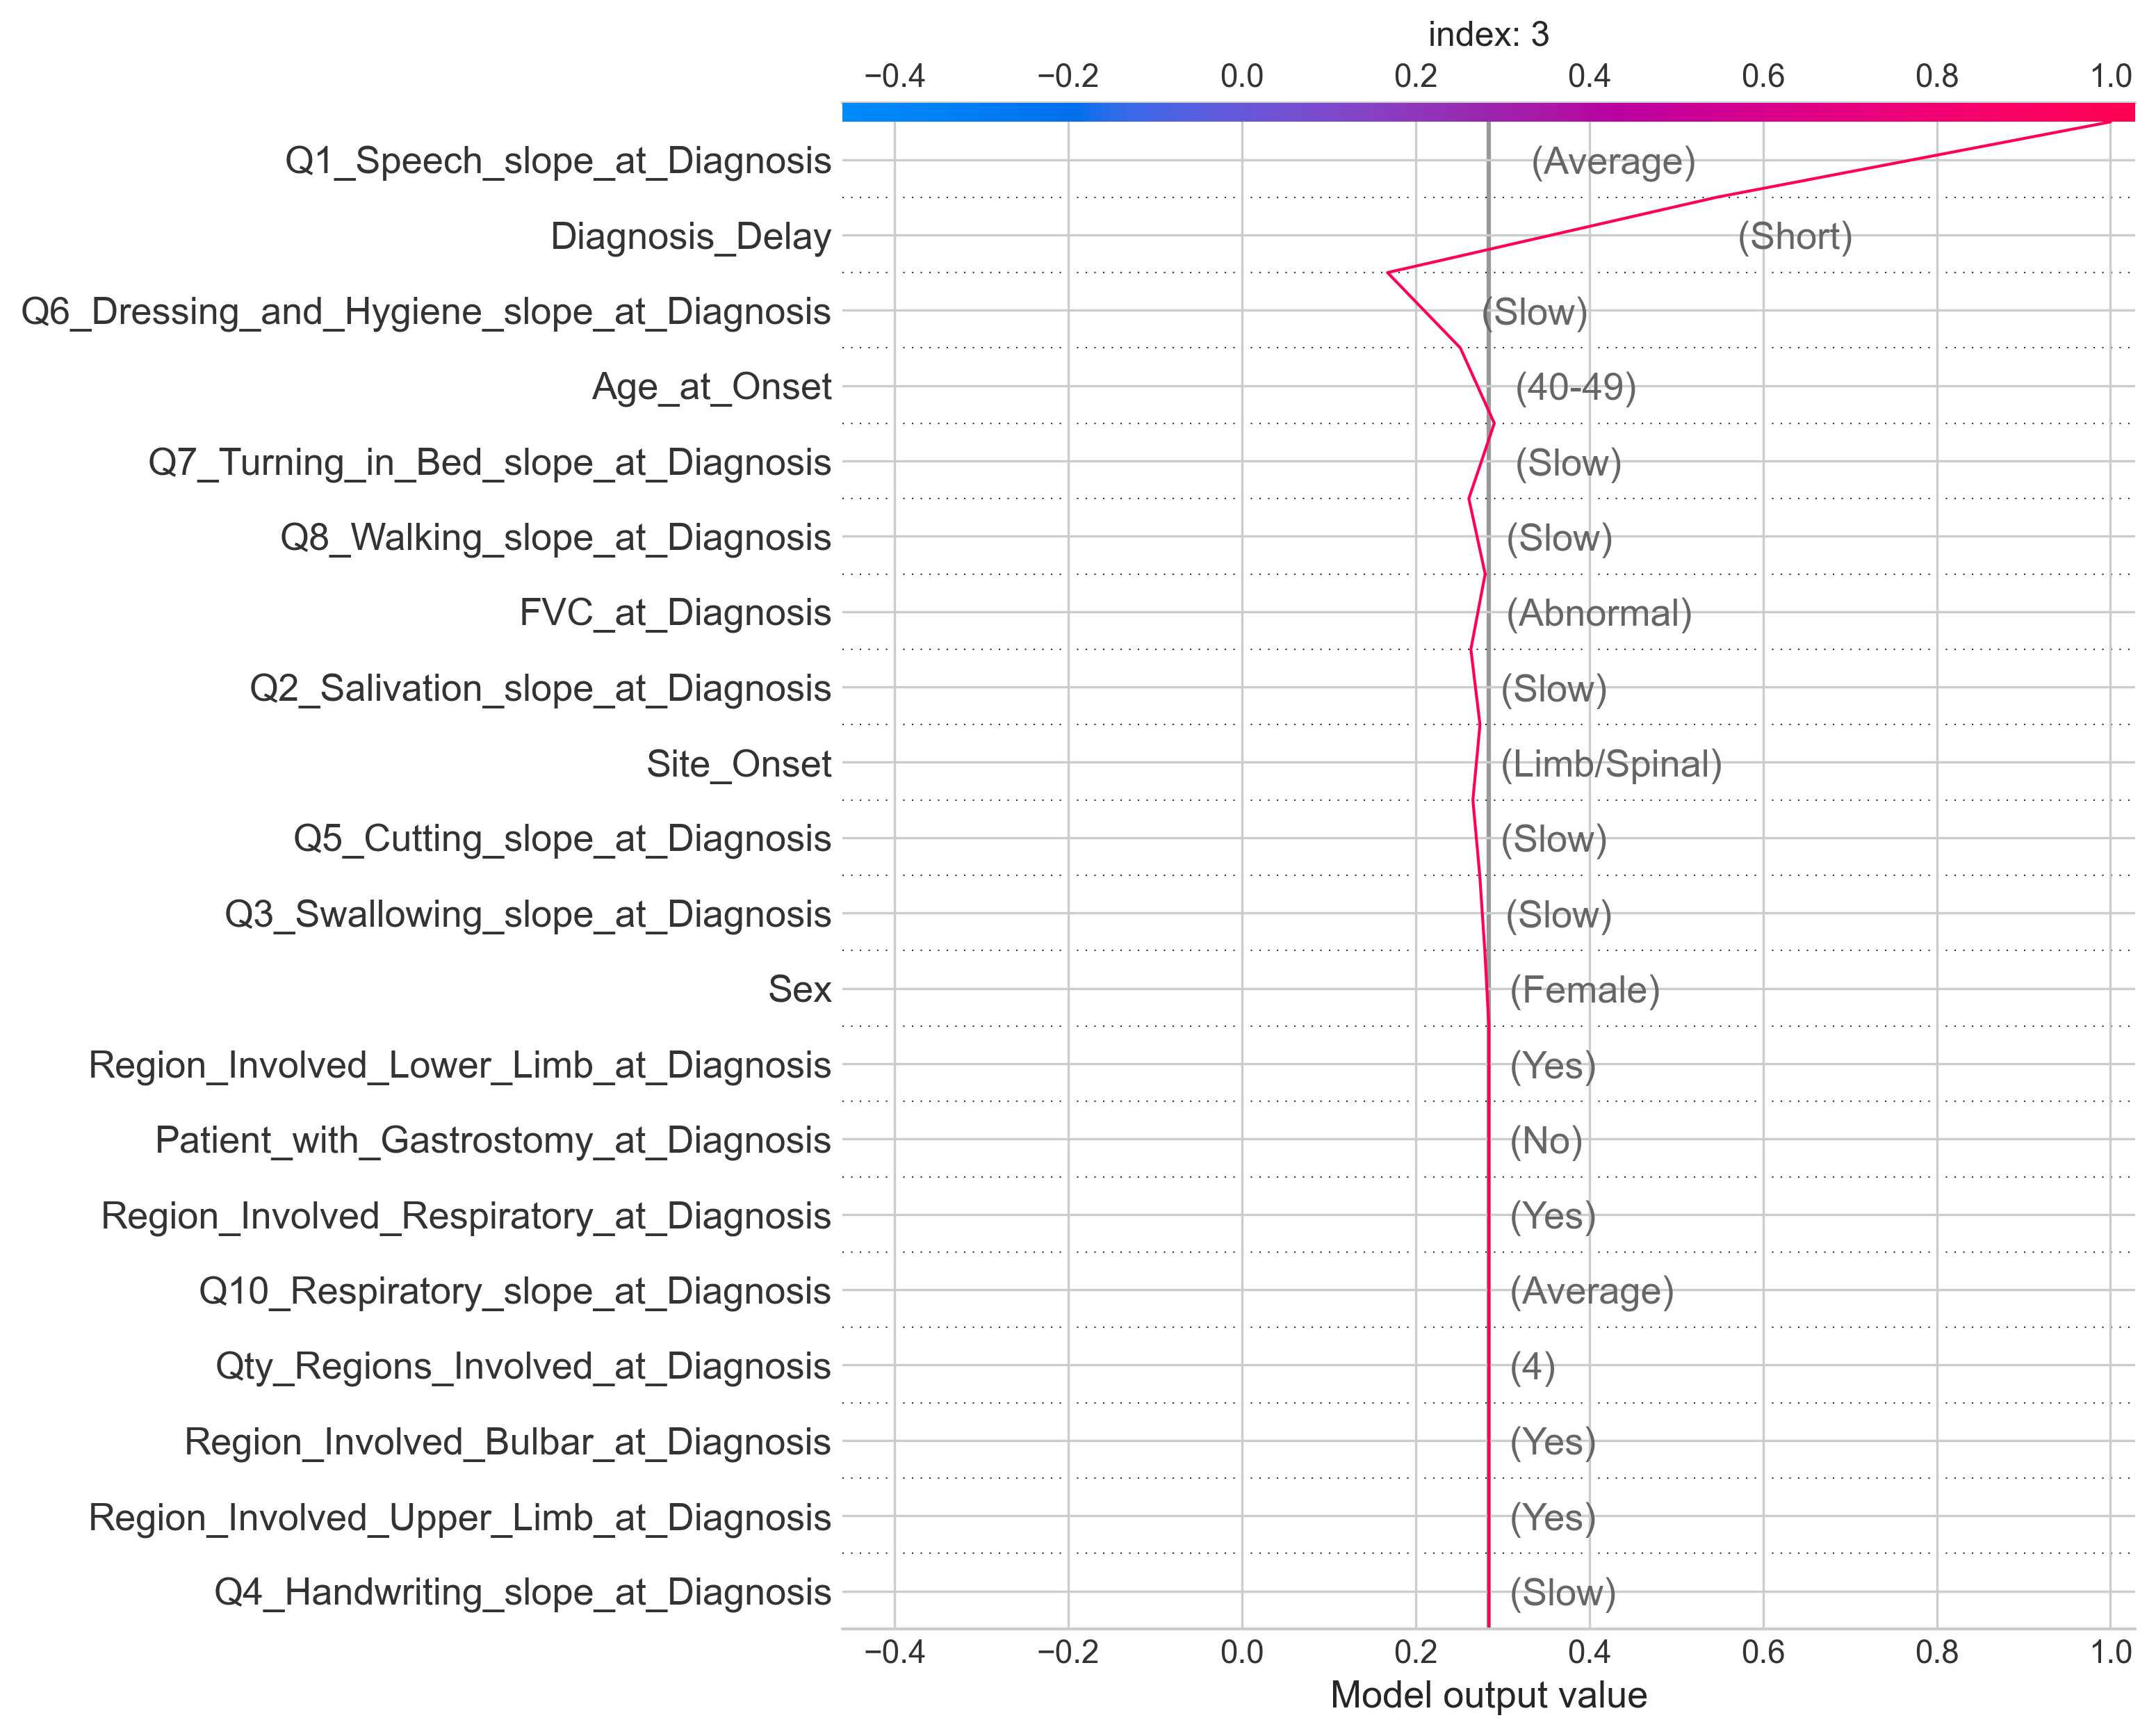 index: 3
−0.4 −0.2 0.0 0.2 0.4 0.6 0.8 1.0
Q1_Speech_slope_at_Diagnosis (Average)
Diagnosis_Delay (Short)
Q6_Dressing_and_Hygiene_slope_at_Diagnosis (Slow)
Age_at_Onset (40-49)
Q7_Turning_in_Bed_slope_at_Diagnosis (Slow)
Q8_Walking_slope_at_Diagnosis (Slow)
FVC_at_Diagnosis (Abnormal)
Q2_Salivation_slope_at_Diagnosis (Slow)
Site_Onset (Limb/Spinal)
Q5_Cutting_slope_at_Diagnosis (Slow)
Q3_Swallowing_slope_at_Diagnosis (Slow)
Sex (Female)
Region_Involved_Lower_Limb_at_Diagnosis (Yes)
Patient_with_Gastrostomy_at_Diagnosis (No)
Region_Involved_Respiratory_at_Diagnosis (Yes)
Q10_Respiratory_slope_at_Diagnosis (Average)
Qty_Regions_Involved_at_Diagnosis (4)
Region_Involved_Bulbar_at_Diagnosis (Yes)
Region_Involved_Upper_Limb_at_Diagnosis (Yes)
Q4_Handwriting_slope_at_Diagnosis (Slow)
−0.4 −0.2 0.0 0.2 0.4 0.6 0.8 1.0
Model output value